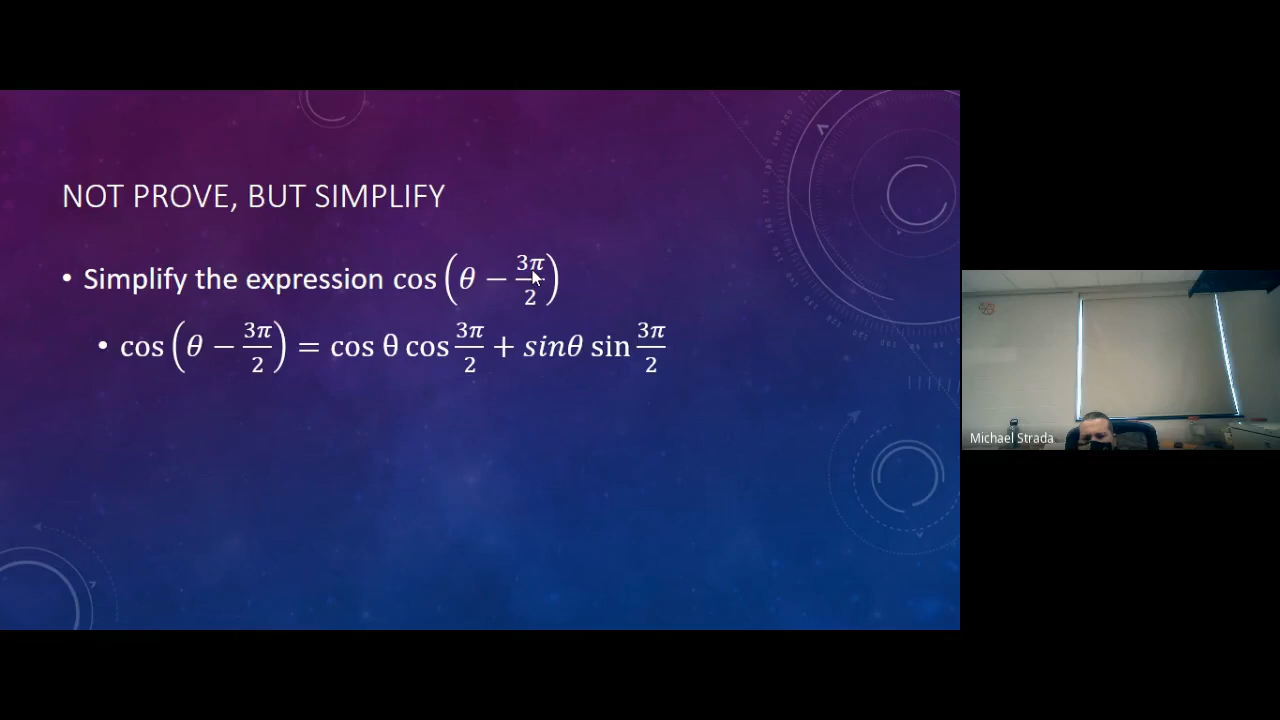 NOT PROVE, BUT SIMPLIFY
• Simplify the expression cos(θ − 3π/2)
• cos(θ − 3π/2) = cos θ cos 3π/2 + sinθ sin 3π/2
Michael Strada